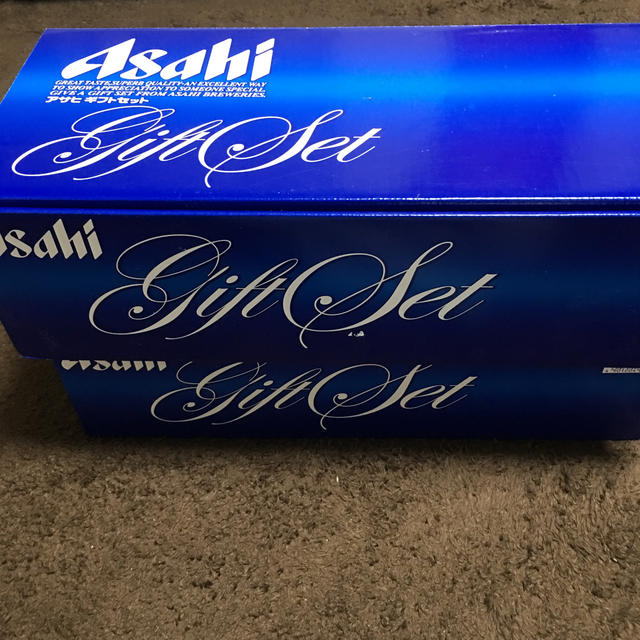 Asahi
GREAT TASTE, SUPERB QUALITY-AN EXCELLENT WAY
TO SHOW APPRECIATION TO SOMEONE SPECIAL.
GIVE A GIFT SET FROM ASAHI BREWERIES.
アサヒ ギフトセット
Gift Set
Asahi
Gift Set
Asahi
Gift Set